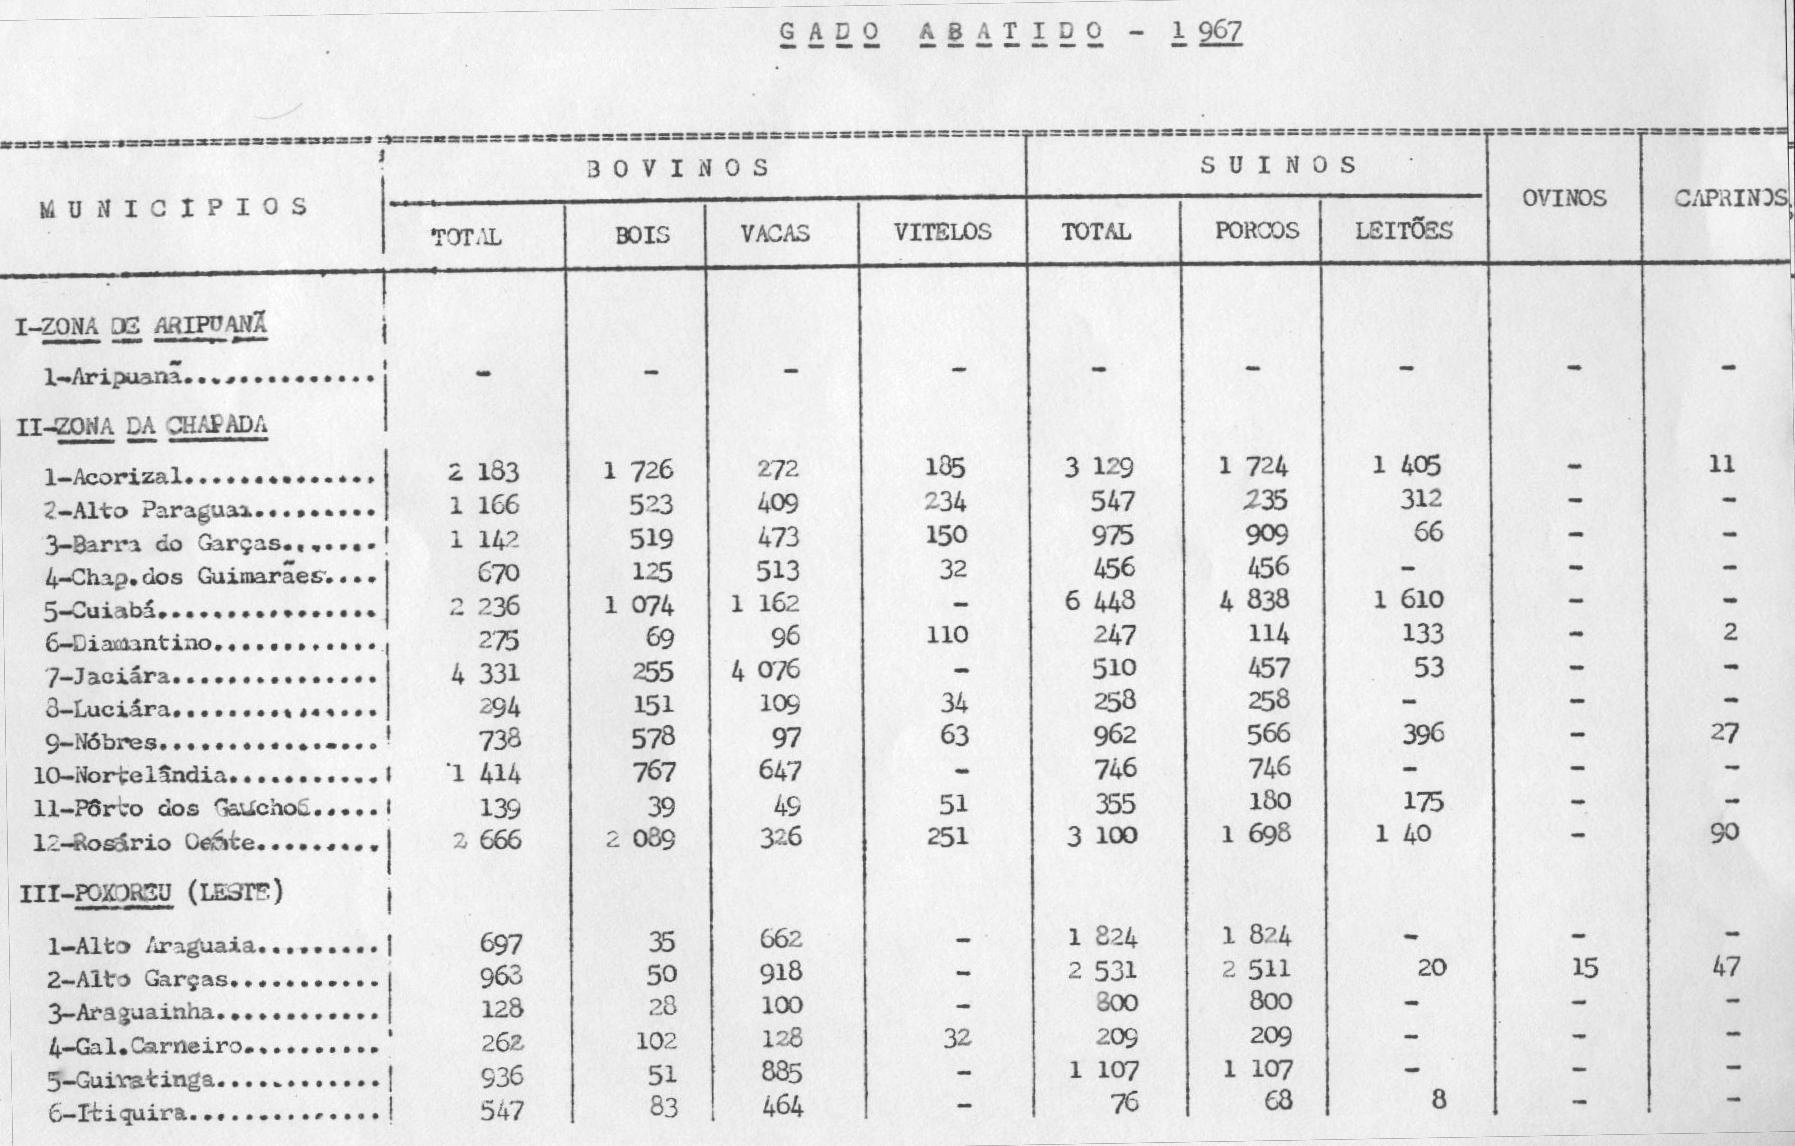 GADO ABATIDO - 1967
MUNICÍPIOS BOVINOS SUINOS OVINOS CAPRINOS
TOTAL BOIS VACAS VITELOS TOTAL PORCOS LEITÕES
I-ZONA DE ARIPUANÃ
1-Aripuanã............... - - - - - - - - -
II-ZONA DA CHAPADA
1-Acorizal............... 2 183 1 726 272 185 3 129 1 724 1 405 - 11
2-Alto Paraguai......... 1 166 523 409 234 547 235 312 - -
3-Barra do Garças....... 1 142 519 473 150 975 909 66 - -
4-Chap.dos Guimarães.... 670 125 513 32 456 456 - - -
5-Cuiabá................ 2 236 1 074 1 162 - 6 448 4 838 1 610 - -
6-Diamantino............ 275 69 96 110 247 114 133 - 2
7-Jaciára............... 4 331 255 4 076 - 510 457 53 - -
8-Luciára............... 294 151 109 34 258 258 - - -
9-Nóbres................ 738 578 97 63 962 566 396 - 27
10-Nortelândia........... 1 414 767 647 - 746 746 - - -
11-Pôrto dos Gauchos..... 139 39 49 51 355 180 175 - -
12-Rosário Oeste......... 2 666 2 089 326 251 3 100 1 698 1 40 - 90
III-POXOREU (LESTE)
1-Alto Araguaia......... 697 35 662 - 1 824 1 824 - - -
2-Alto Garças........... 963 50 918 - 2 531 2 511 20 15 47
3-Araguainha............ 128 28 100 - 800 800 - - -
4-Gal.Carneiro.......... 262 102 128 32 209 209 - - -
5-Guiratinga............ 936 51 885 - 1 107 1 107 - - -
6-Itiquira.............. 547 83 464 - 76 68 8 - -